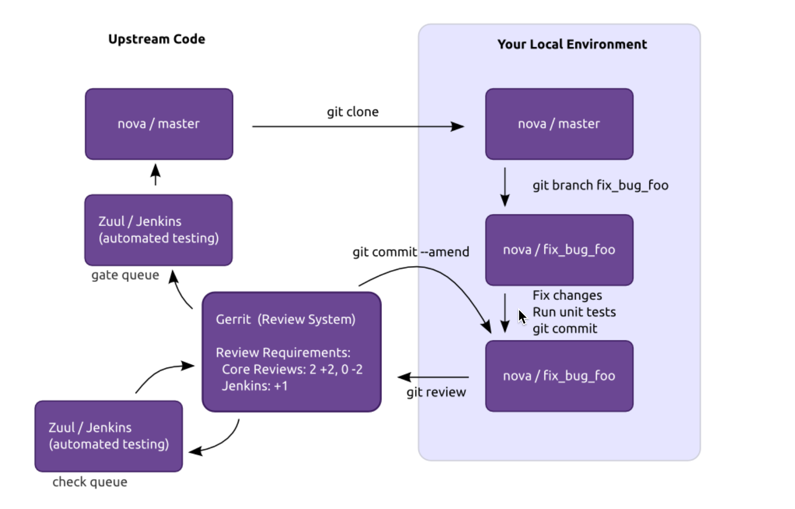 Upstream Code
Your Local Environment
nova / master
git clone
nova / master
git branch fix_bug_foo
Zuul / Jenkins
(automated testing)
gate queue
git commit --amend
nova / fix_bug_foo
Fix changes
Run unit tests
git commit
Gerrit (Review System)
Review Requirements:
Core Reviews: 2 +2, 0 -2
Jenkins: +1
nova / fix_bug_foo
git review
Zuul / Jenkins
(automated testing)
check queue